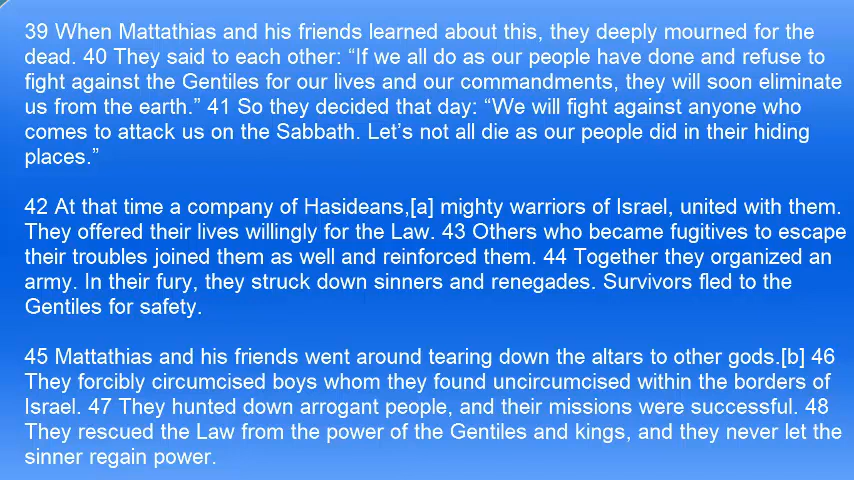 39 When Mattathias and his friends learned about this, they deeply mourned for the
dead. 40 They said to each other: “If we all do as our people have done and refuse to
fight against the Gentiles for our lives and our commandments, they will soon eliminate
us from the earth.” 41 So they decided that day: “We will fight against anyone who
comes to attack us on the Sabbath. Let’s not all die as our people did in their hiding
places.”
42 At that time a company of Hasideans,[a] mighty warriors of Israel, united with them.
They offered their lives willingly for the Law. 43 Others who became fugitives to escape
their troubles joined them as well and reinforced them. 44 Together they organized an
army. In their fury, they struck down sinners and renegades. Survivors fled to the
Gentiles for safety.
45 Mattathias and his friends went around tearing down the altars to other gods.[b] 46
They forcibly circumcised boys whom they found uncircumcised within the borders of
Israel. 47 They hunted down arrogant people, and their missions were successful. 48
They rescued the Law from the power of the Gentiles and kings, and they never let the
sinner regain power.